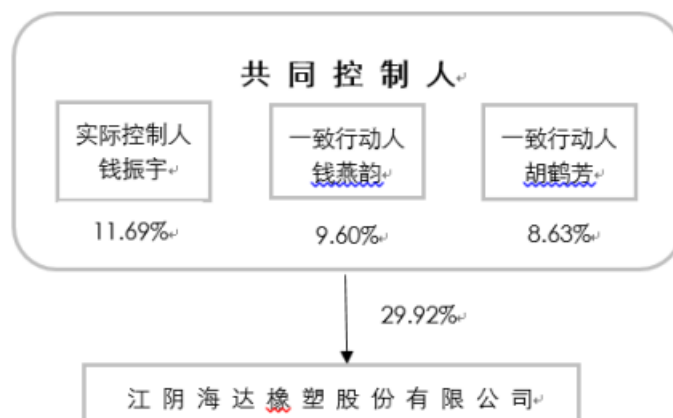 共同控制人
实际控制人
钱振宇
一致行动人
钱燕韵
一致行动人
胡鹤芳
11.69%
9.60%
8.63%
29.92%
江阴海达橡塑股份有限公司